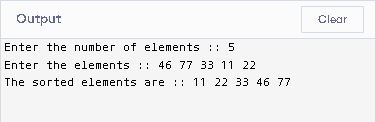 Output
Clear
Enter the number of elements :: 5
Enter the elements :: 46 77 33 11 22
The sorted elements are :: 11 22 33 46 77